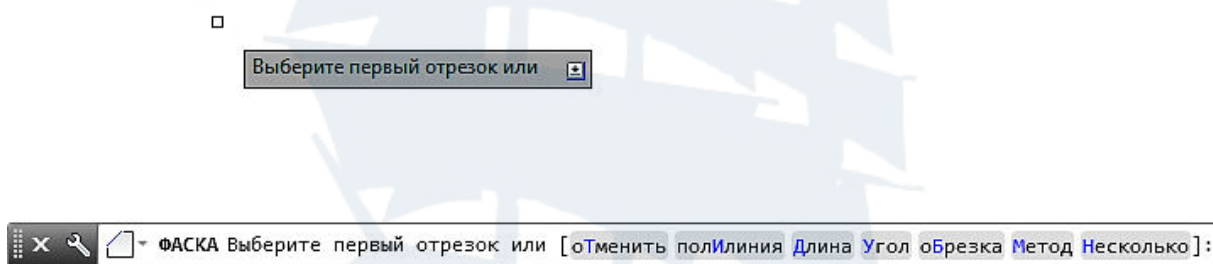 Выберите первый отрезок или
ФАСКА Выберите первый отрезок или [оТменить полИлиния Длина Угол оБрезка Метод Несколько]: